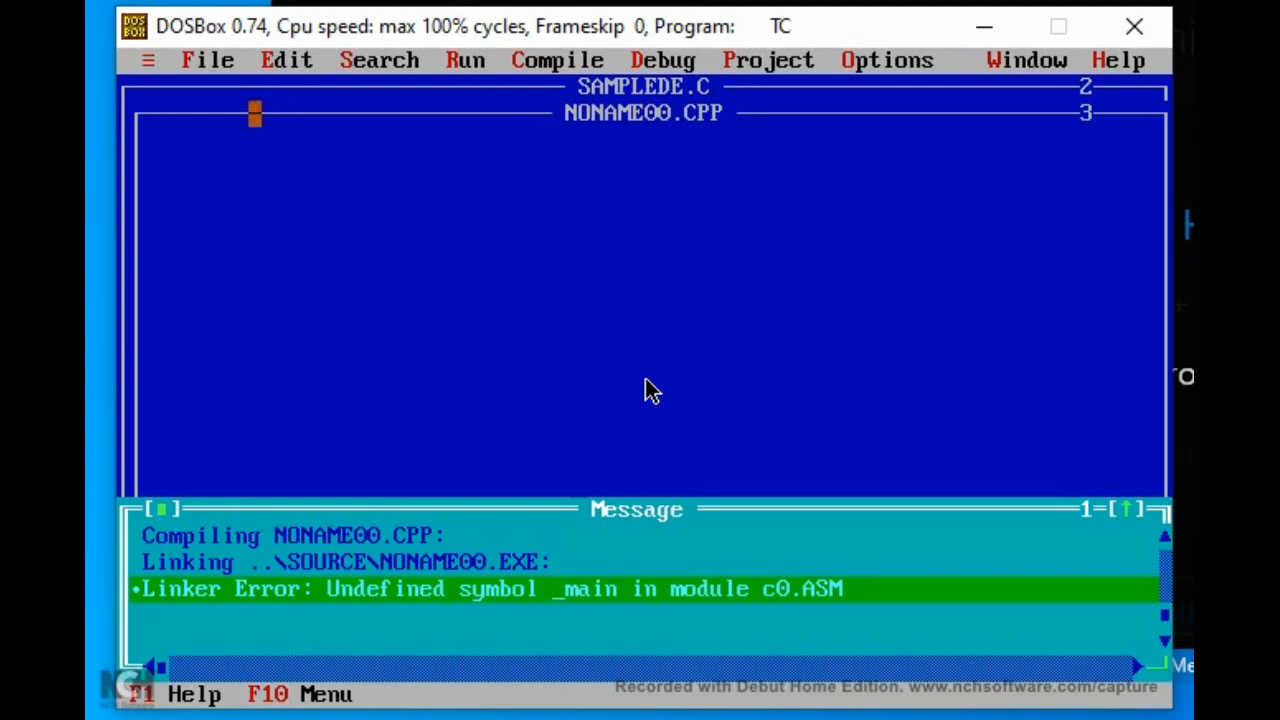 DOSBox 0.74, Cpu speed: max 100% cycles, Frameskip 0, Program: TC
≡ File Edit Search Run Compile Debug Project Options Window Help
SAMPLEDE.C 2
NONAME00.CPP 3
Message 1=[↑]
Compiling NONAME00.CPP:
Linking ..\SOURCE\NONAME00.EXE:
•Linker Error: Undefined symbol _main in module c0.ASM
F1 Help F10 Menu
Recorded with Debut Home Edition. www.nchsoftware.com/capture
Me
ro
NCH